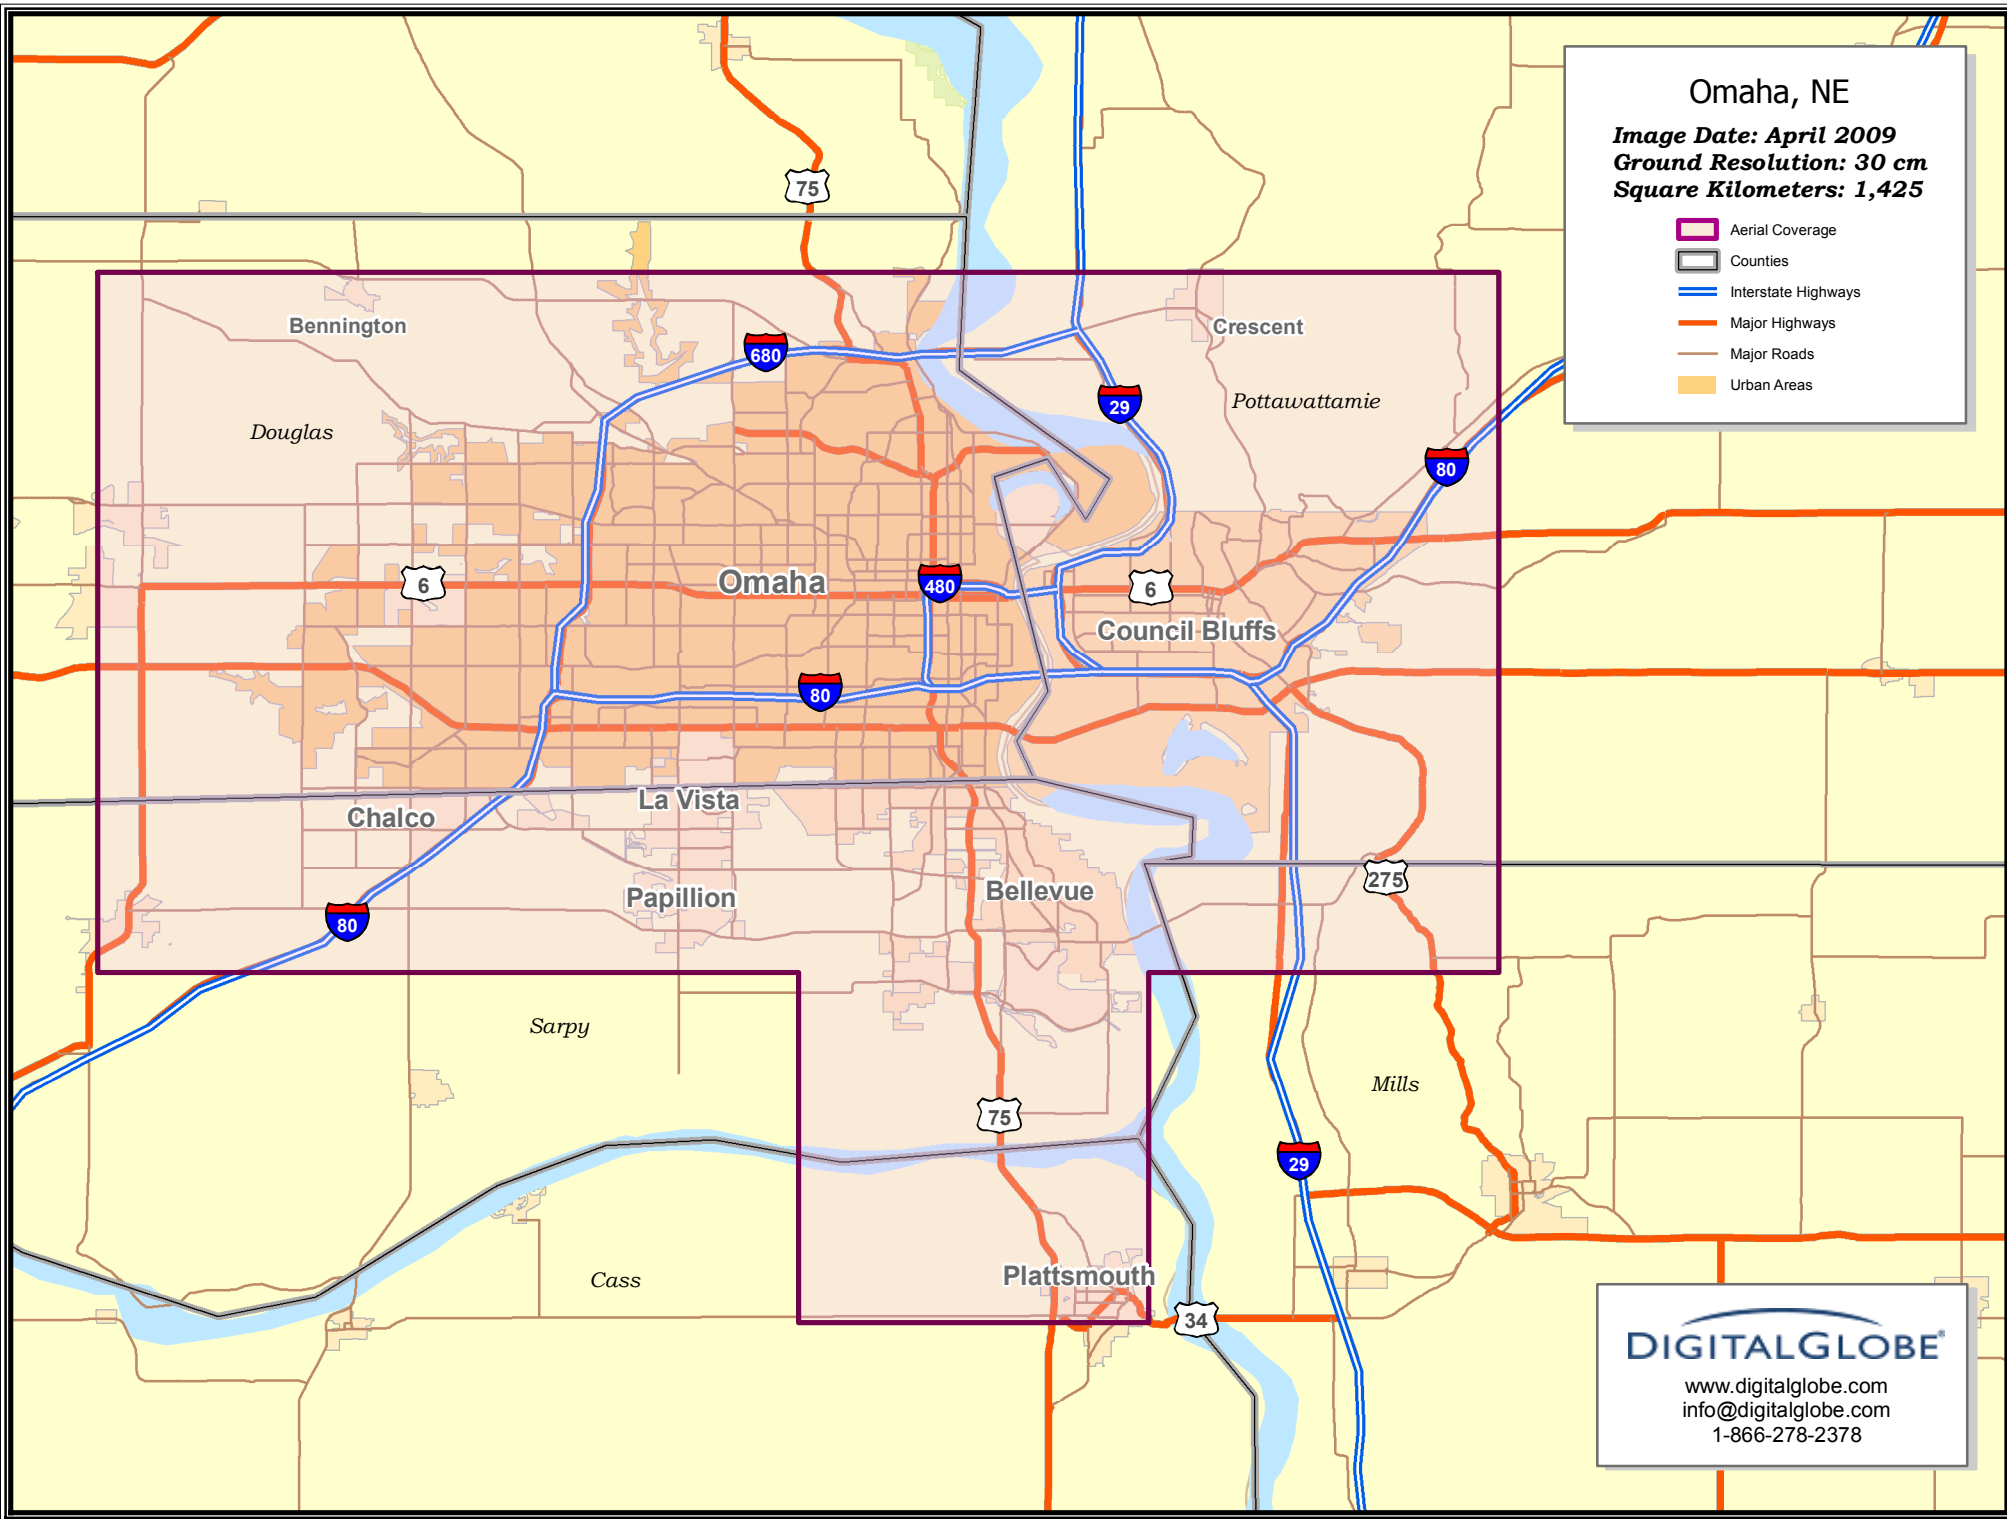 Omaha, NE
Image Date: April 2009
Ground Resolution: 30 cm
Square Kilometers: 1,425
Aerial Coverage
Counties
Interstate Highways
Major Highways
Major Roads
Urban Areas
75
Bennington
680
Crescent
29
Pottawattamie
Douglas
80
6
Omaha
480
6
Council Bluffs
80
La Vista
Chalco
275
Papillion
Bellevue
80
Sarpy
Mills
75
29
Cass
Plattsmouth
34
DIGITALGLOBE®
www.digitalglobe.com
info@digitalglobe.com
1-866-278-2378